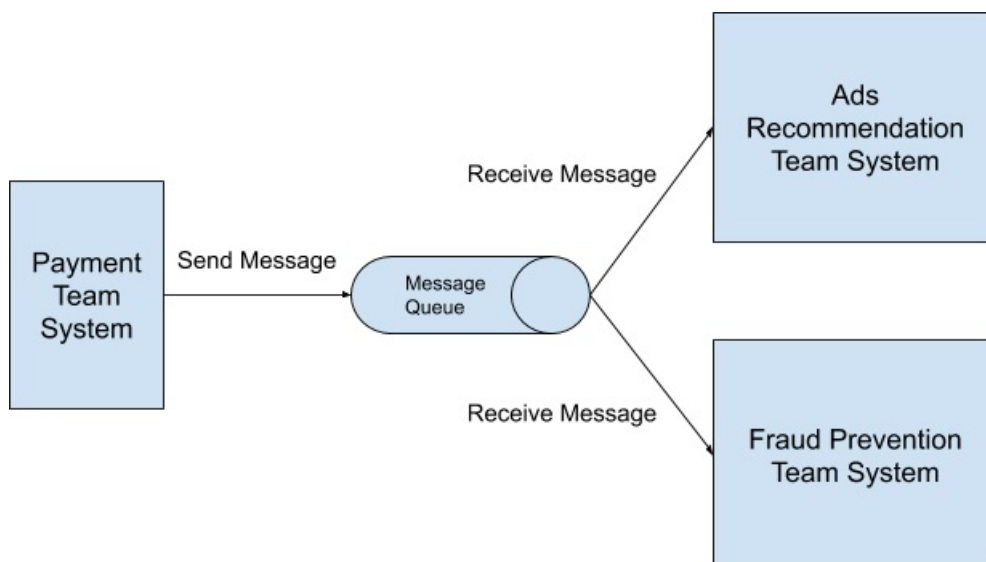 Payment
Team
System
Send Message
Message
Queue
Receive Message
Receive Message
Ads
Recommendation
Team System
Fraud Prevention
Team System